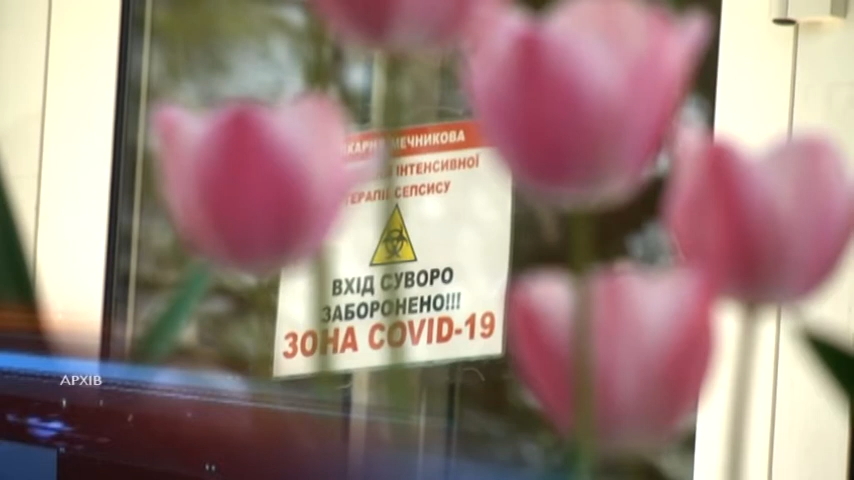 МЕЧНИКОВА
ІНТЕНСИВНОЇ
СЕПСИСУ
ВХІД СУВОРО
ЗАБОРОНЕНО!!!
ЗОНА COVID-19
АРХІВ